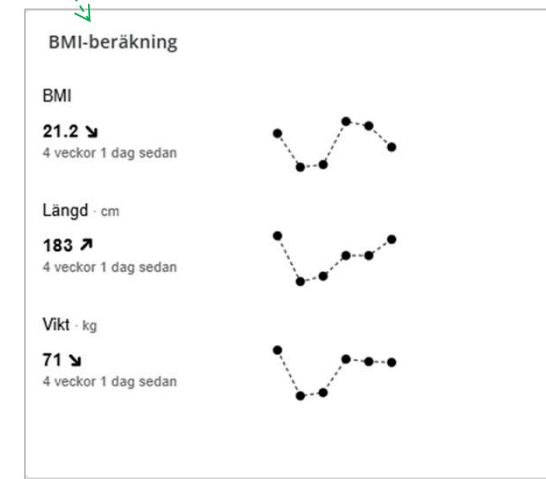 BMI-beräkning
BMI
21.2 ↘
4 veckor 1 dag sedan
Längd · cm
183 ↗
4 veckor 1 dag sedan
Vikt · kg
71 ↘
4 veckor 1 dag sedan